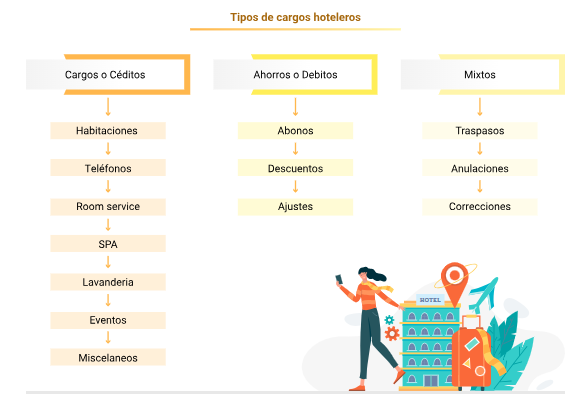 Tipos de cargos hoteleros
Cargos o Céditos
Habitaciones
Teléfonos
Room service
SPA
Lavanderia
Eventos
Miscelaneos
Ahorros o Debitos
Abonos
Descuentos
Ajustes
Mixtos
Traspasos
Anulaciones
Correcciones
HOTEL